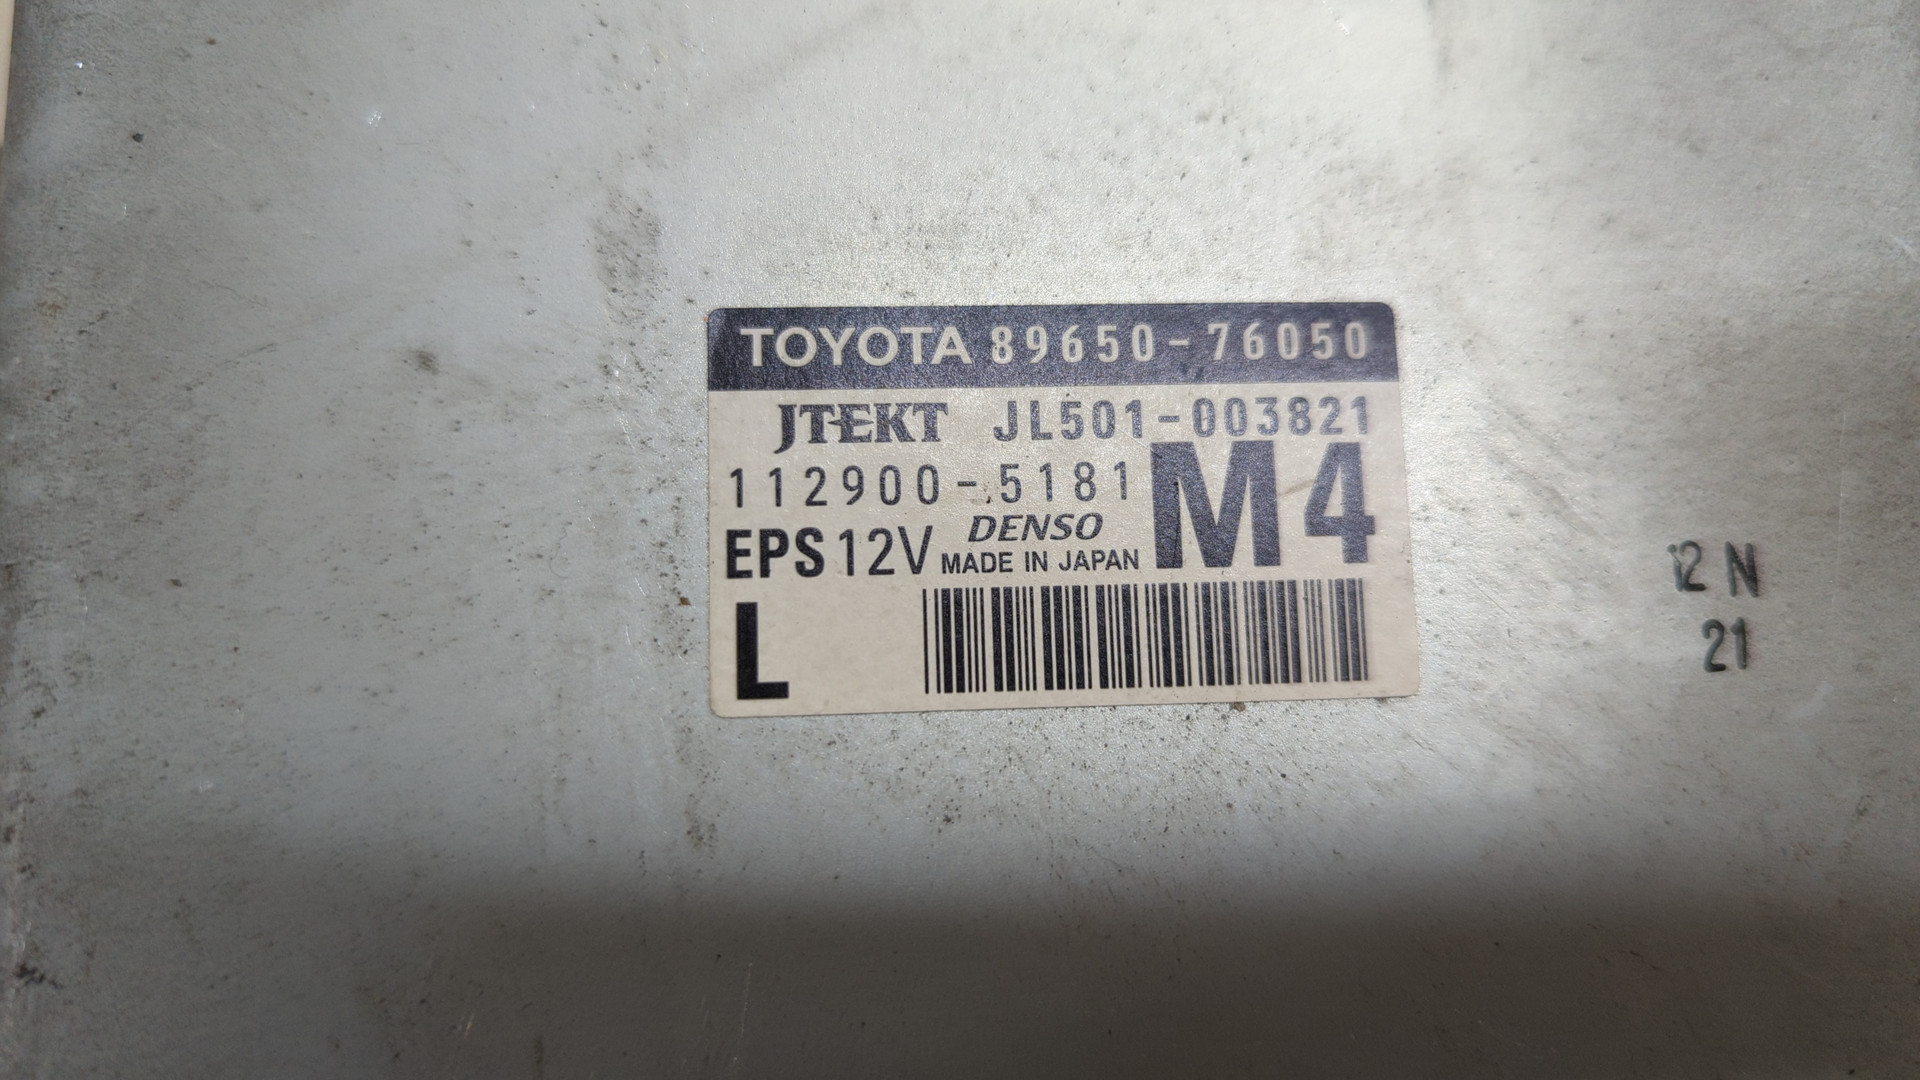 TOYOTA 89650-76050
JTEKT JL501-003821
112900-5181 M4
DENSO
EPS 12V MADE IN JAPAN
L
12 N
21